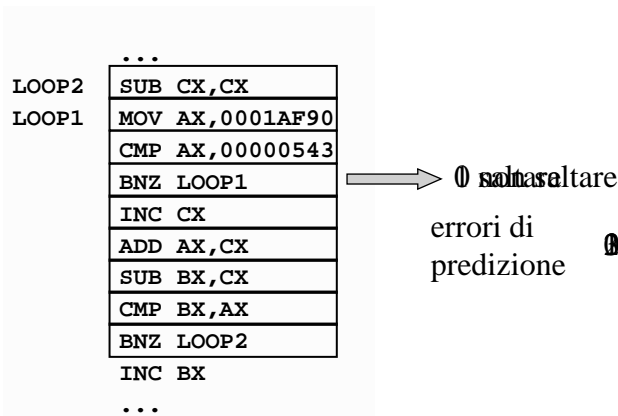 ...
LOOP2 SUB CX,CX
LOOP1 MOV AX,0001AF90
CMP AX,00000543
BNZ LOOP1
INC CX
ADD AX,CX
SUB BX,CX
CMP BX,AX
BNZ LOOP2
INC BX
...
errori di
predizione